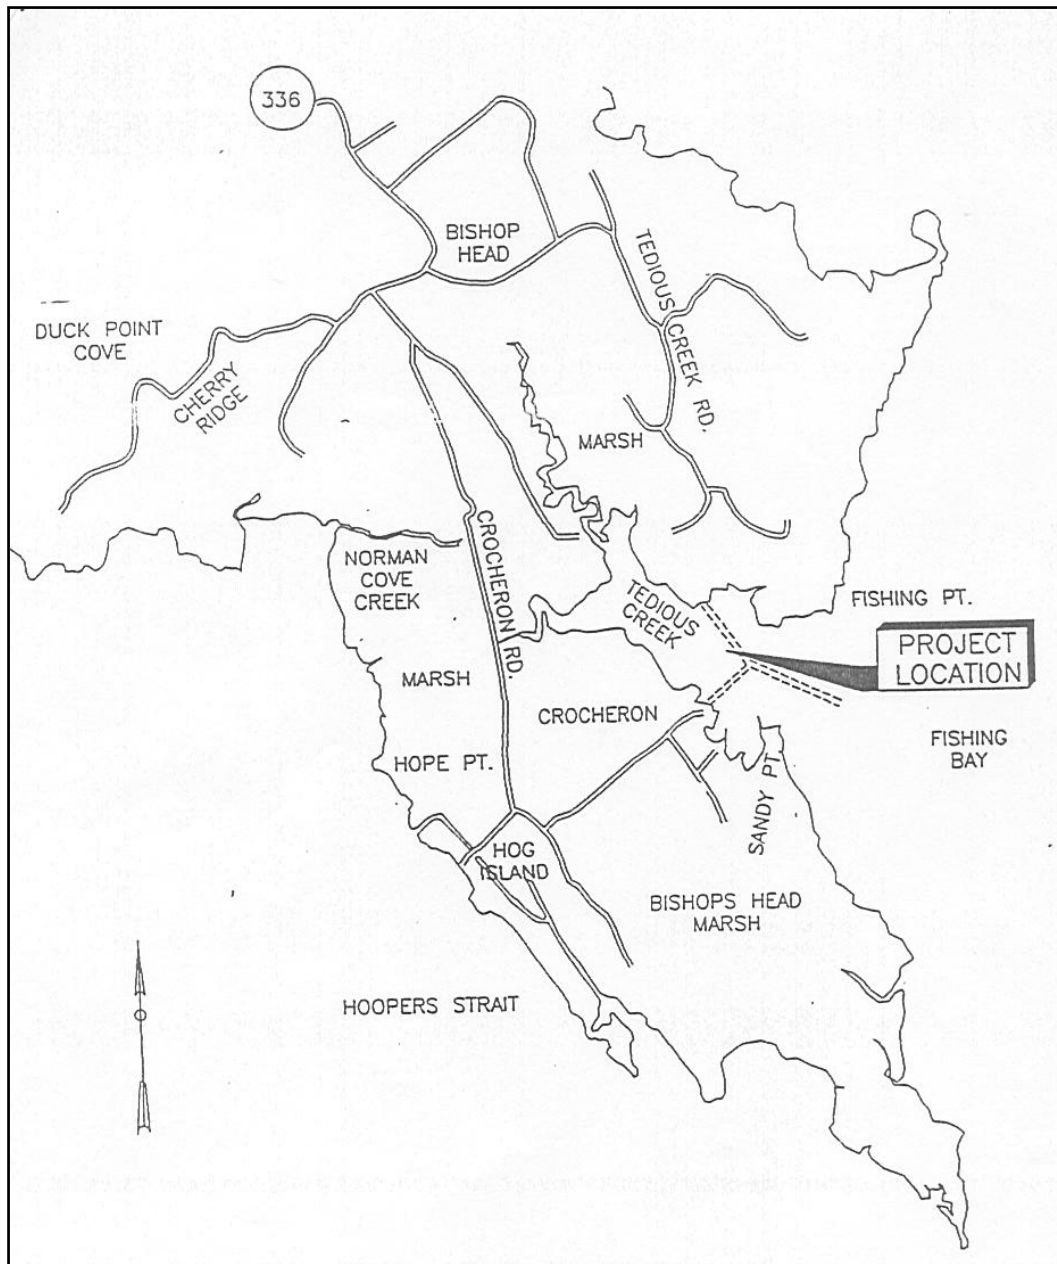 336
BISHOP
HEAD
TEDIOUS CREEK RD.
DUCK POINT
COVE
CHERRY
RIDGE
MARSH
CROCHERON RD.
NORMAN
COVE
CREEK
TEDIOUS
CREEK
FISHING PT.
PROJECT
LOCATION
MARSH
CROCHERON
FISHING
BAY
HOPE PT.
SANDY PT.
HOG
ISLAND
BISHOPS HEAD
MARSH
HOOPERS STRAIT